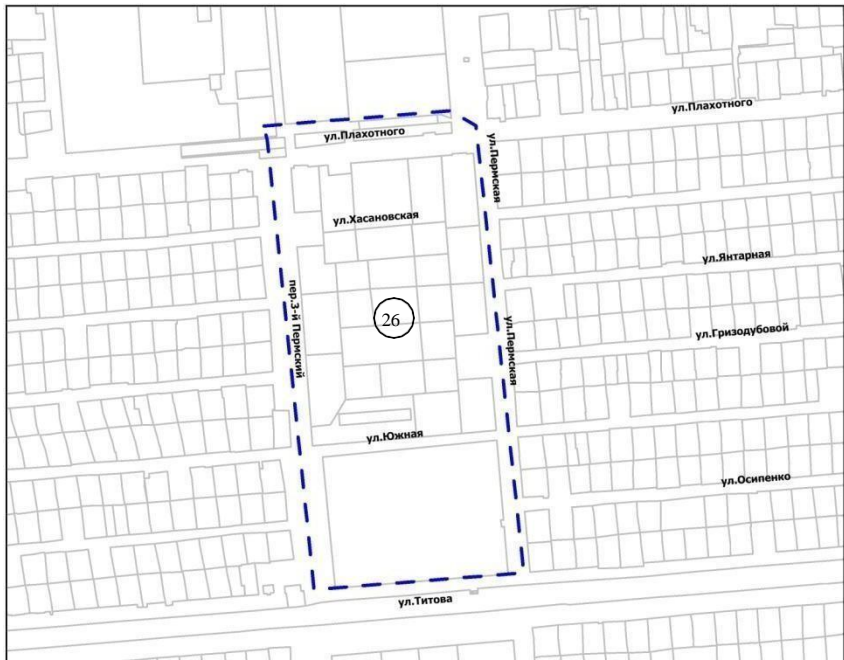 ул.Плахотного
ул.Плахотного
ул.Пермская
ул.Хасановская
ул.Янтарная
пер.3-й Пермский
26
ул.Пермская
ул.Гризодубовой
ул.Южная
ул.Осипенко
ул.Титова